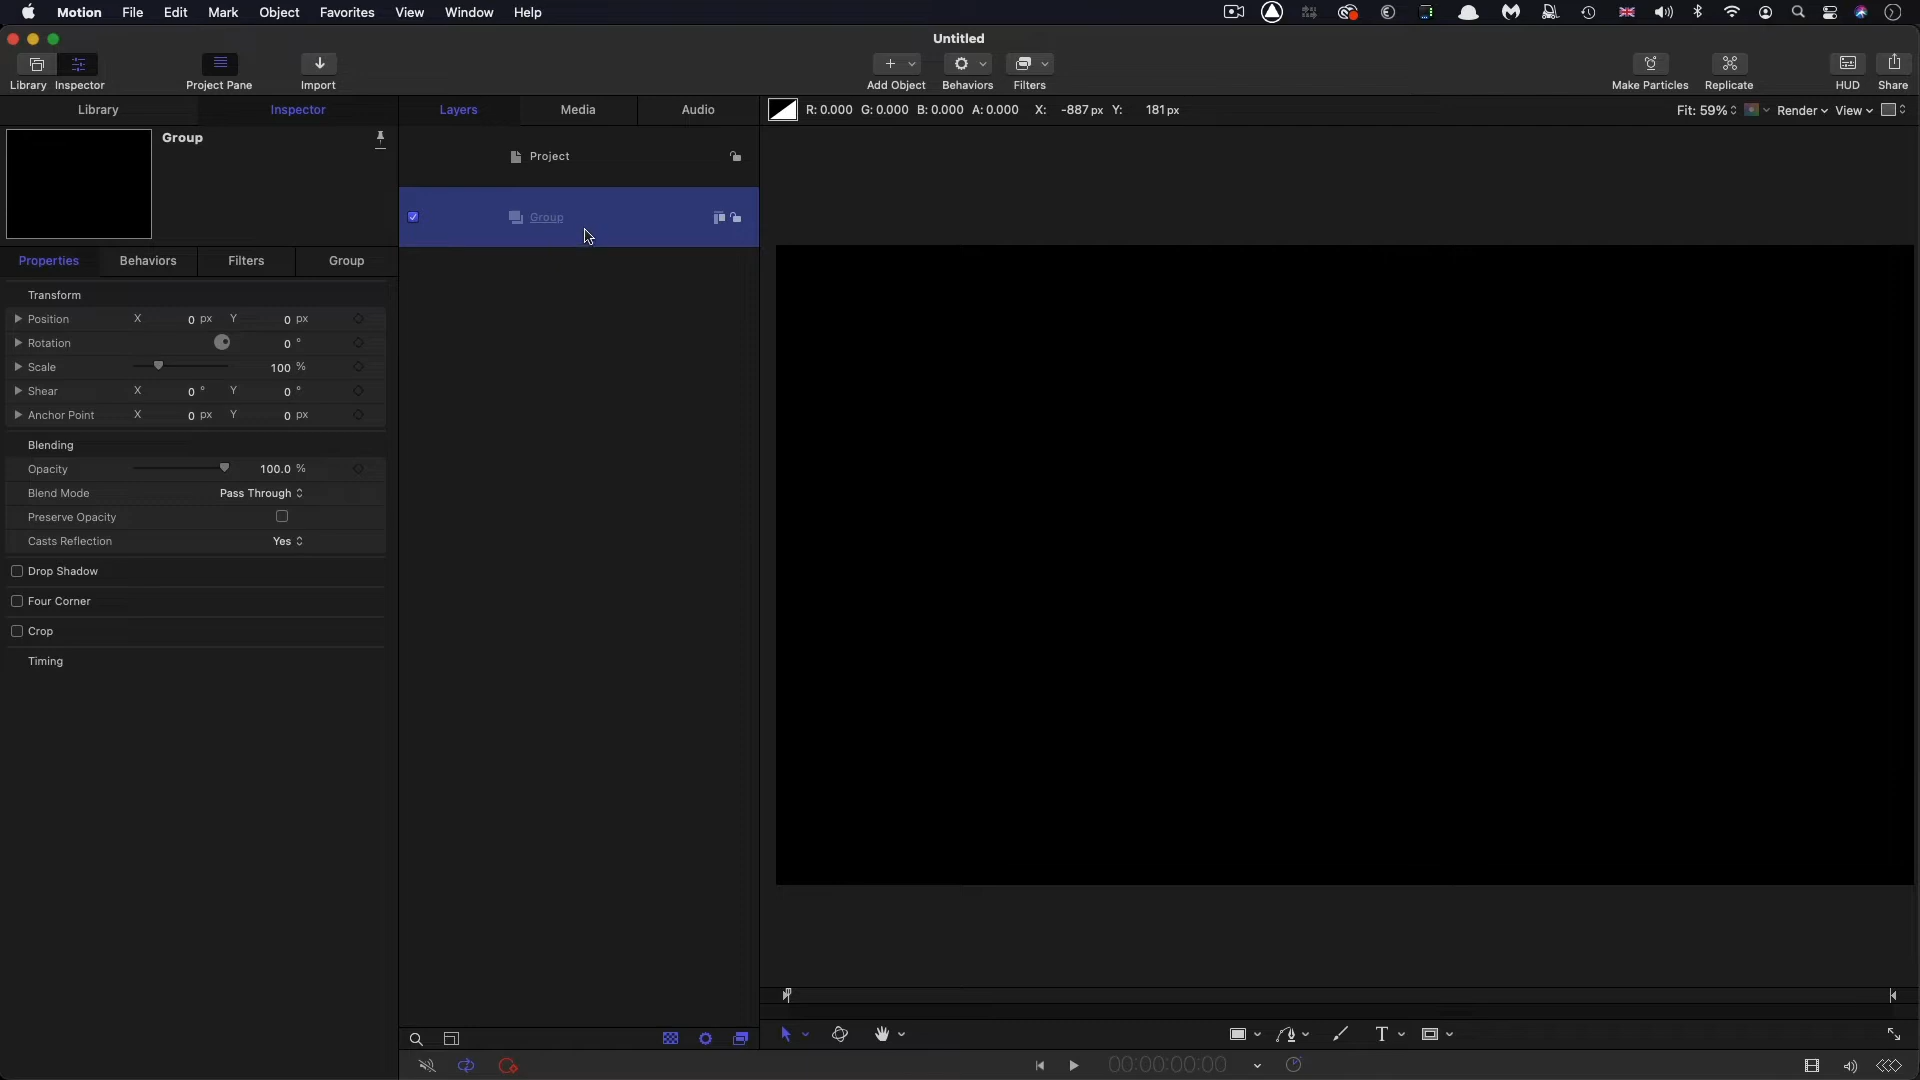 Motion File Edit Mark Object Favorites View Window Help
Untitled
Library Inspector Project Pane Import Add Object Behaviors Filters Make Particles Replicate HUD Share
Library Inspector Layers Media Audio R: 0.000 G: 0.000 B: 0.000 A: 0.000 X: -887 px Y: 181 px Fit: 59% Render View
Group
Project
Group
Properties Behaviors Filters Group
Transform
Position X 0 px Y 0 px
Rotation 0 °
Scale 100 %
Shear X 0 ° Y 0 °
Anchor Point X 0 px Y 0 px
Blending
Opacity 100.0 %
Blend Mode Pass Through
Preserve Opacity
Casts Reflection Yes
Drop Shadow
Four Corner
Crop
Timing
T
00:00:00:00